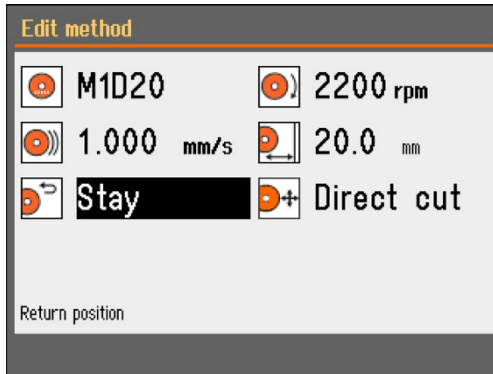 Edit method
M1D20 2200 rpm
1.000 mm/s 20.0 mm
Stay Direct cut
Return position